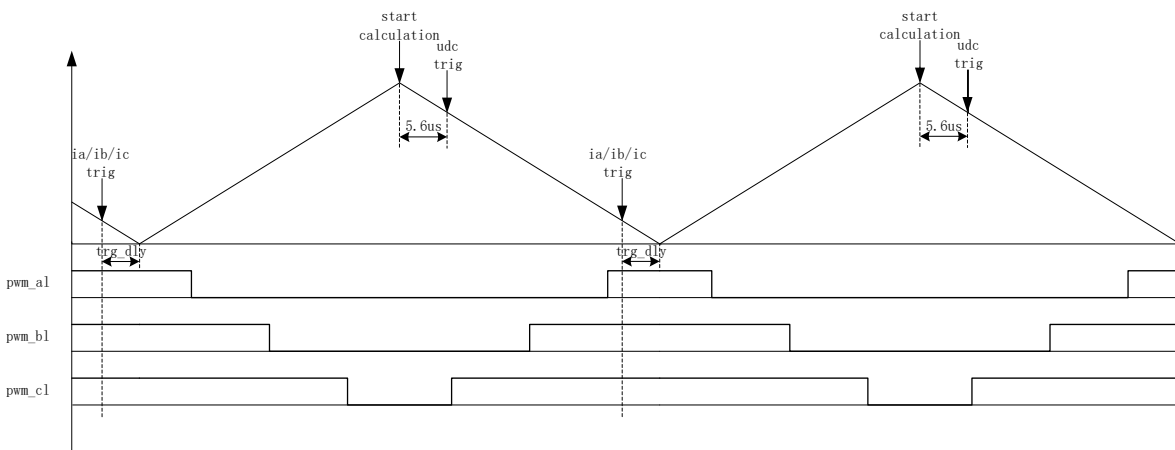 start
calculation
udc
trig
5.6us
ia/ib/ic
trig
trg_dly
start
calculation
udc
trig
5.6us
ia/ib/ic
trig
trg_dly
pwm_al
pwm_bl
pwm_cl